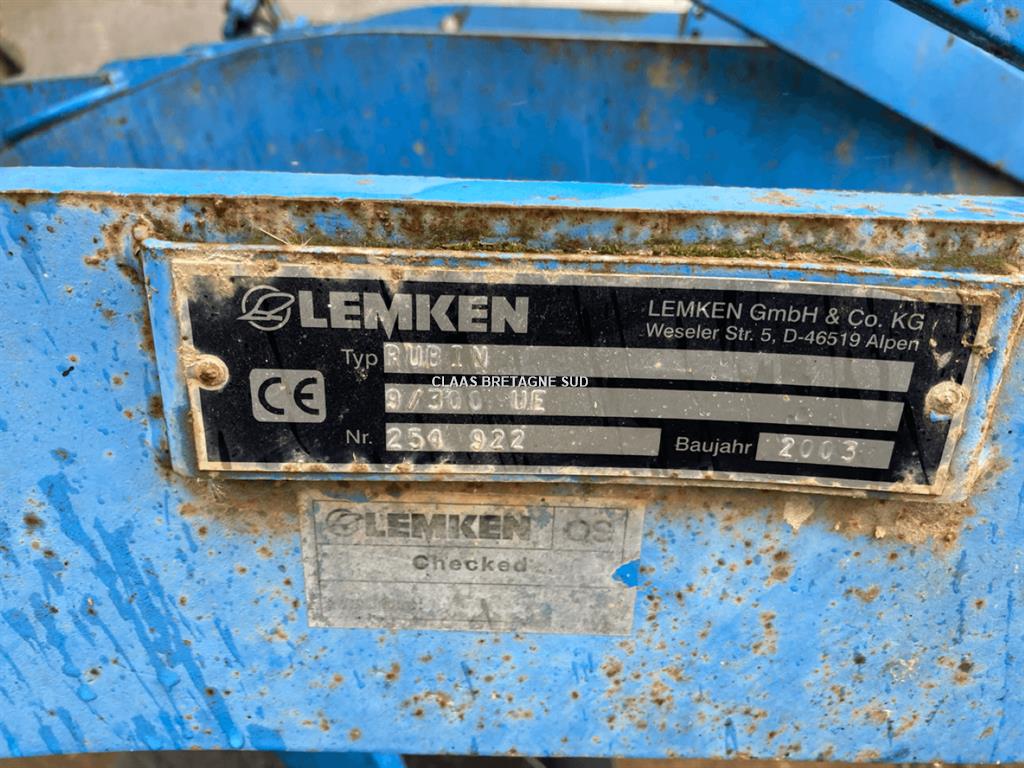 LEMKEN
LEMKEN GmbH & Co. KG
Weseler Str. 5, D-46519 Alpen
Typ RUBIN
CLAAS BRETAGNE SUD
CE
9/300 UE
Nr. 254 922 Baujahr 2003
LEMKEN QS
Checked